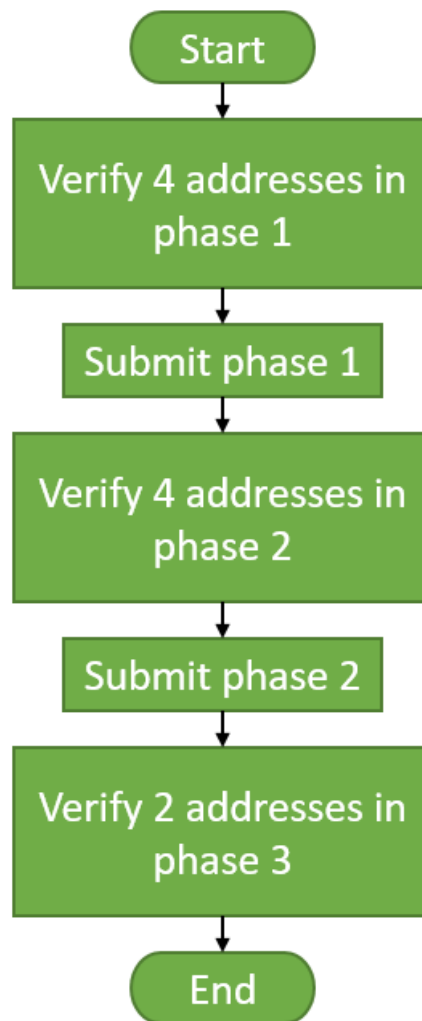 Start
Verify 4 addresses in
phase 1
Submit phase 1
Verify 4 addresses in
phase 2
Submit phase 2
Verify 2 addresses in
phase 3
End